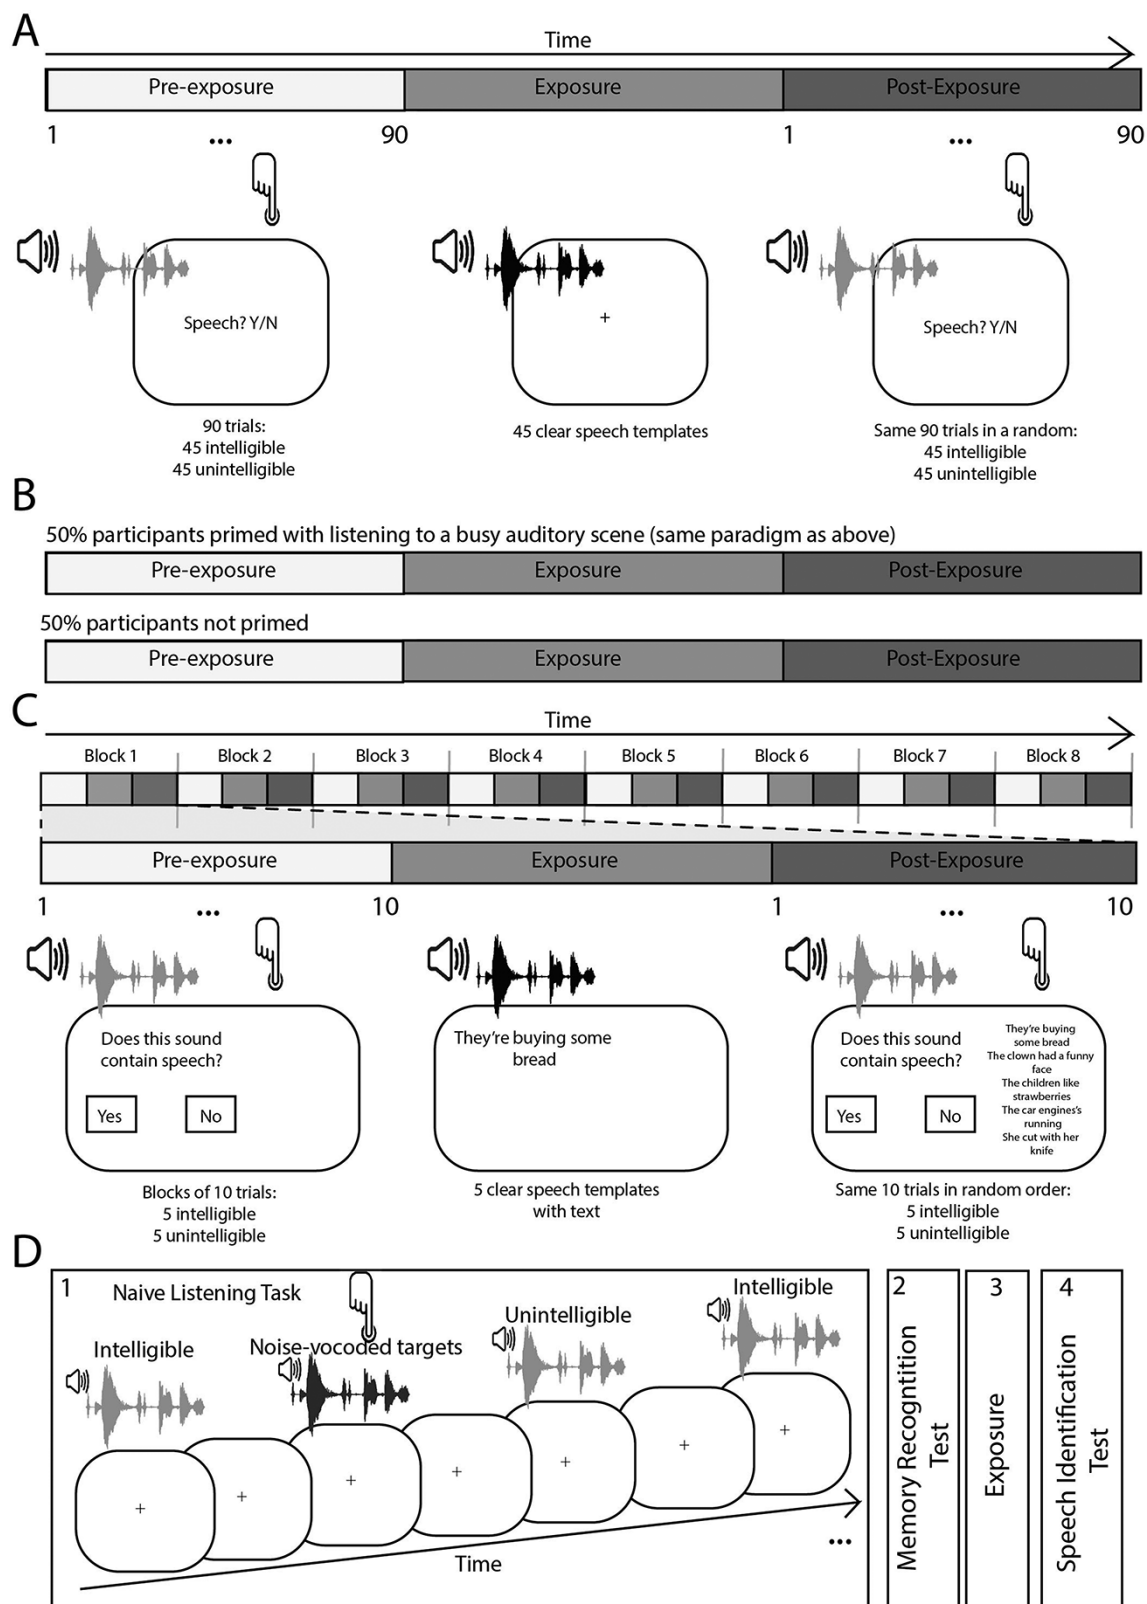 A
Time
Pre-exposure Exposure Post-Exposure
1 ... 90 1 ... 90
Speech? Y/N
+
Speech? Y/N
90 trials:
45 intelligible
45 unintelligible
45 clear speech templates
Same 90 trials in a random:
45 intelligible
45 unintelligible
B
50% participants primed with listening to a busy auditory scene (same paradigm as above)
Pre-exposure Exposure Post-Exposure
50% participants not primed
Pre-exposure Exposure Post-Exposure
C
Time
Block 1 Block 2 Block 3 Block 4 Block 5 Block 6 Block 7 Block 8
Pre-exposure Exposure Post-Exposure
1 ... 10 1 ... 10
Does this sound
contain speech?
Yes No
They're buying some
bread
Does this sound
contain speech?
Yes No
They're buying
some bread
The clown had a funny
face
The children like
strawberries
The car engines's
running
She cut with her
knife
Blocks of 10 trials:
5 intelligible
5 unintelligible
5 clear speech templates
with text
Same 10 trials in random order:
5 intelligible
5 unintelligible
D
1
Naive Listening Task
Intelligible
Noise-vocoded targets
Unintelligible
Intelligible
+ + + + + + +
Time
...
2
Memory Recogntition
Test
3
Exposure
4
Speech Identification
Test